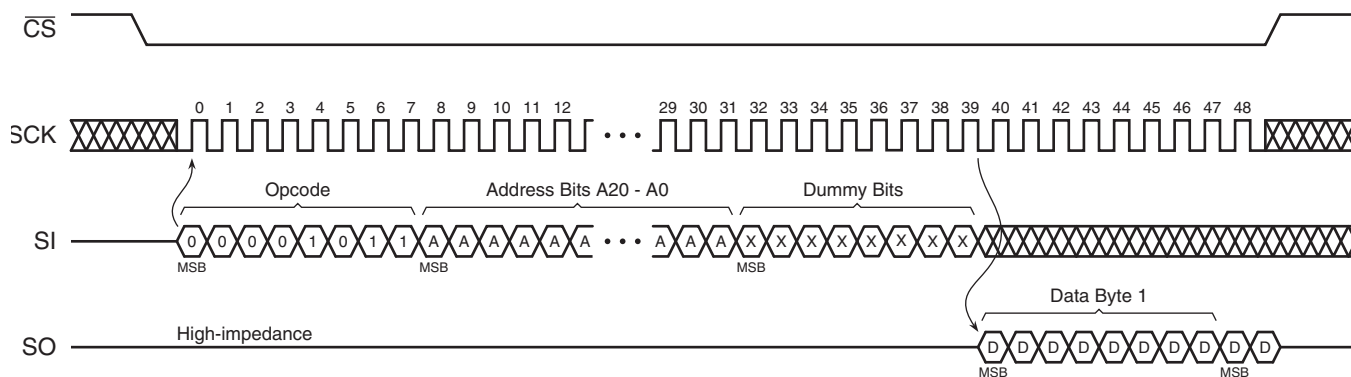 CS
0 1 2 3 4 5 6 7 8 9 10 11 12 29 30 31 32 33 34 35 36 37 38 39 40 41 42 43 44 45 46 47 48
SCK
Opcode Address Bits A20 - A0 Dummy Bits
SI 0 0 0 0 1 0 1 1 A A A A A A A A A X X X X X X X X
MSB MSB MSB
Data Byte 1
High-impedance
SO D D D D D D D D D D
MSB MSB